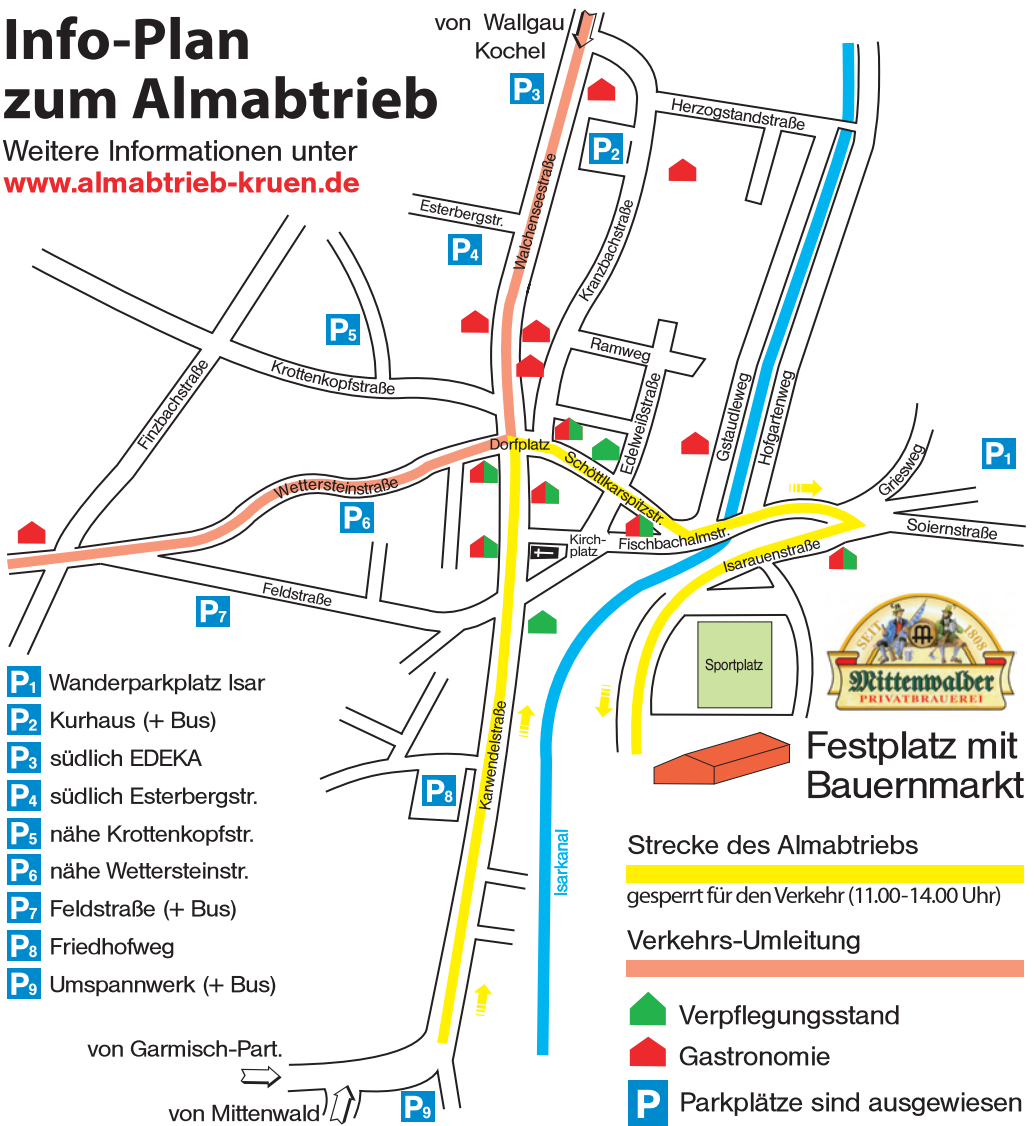 Info-Plan
zum Almabtrieb
Weitere Informationen unter
www.almabtrieb-kruen.de
von Wallgau
Kochel
P3
P2
Herzogstandstraße
Walchenseestraße
Esterbergstr.
P4
Kranzbachstraße
P5
Ramweg
Krottenkopfstraße
Finzbachstraße
Edelweißstraße
Gstaudleweg
Hofgartenweg
Dorfplatz
Schöttlkarspitzstr.
Griesweg
P1
Wettersteinstraße
P6
Kirch-
platz
Fischbachalmstr.
Soiernstraße
Isarauenstraße
Feldstraße
P7
Sportplatz
SEIT 1808
M
Mittenwalder
PRIVATBRAUEREI
Karwendelstraße
P8
Isarkanal
Festplatz mit
Bauernmarkt
P1 Wanderparkplatz Isar
P2 Kurhaus (+ Bus)
P3 südlich EDEKA
P4 südlich Esterbergstr.
P5 nähe Krottenkopfstr.
P6 nähe Wettersteinstr.
P7 Feldstraße (+ Bus)
P8 Friedhofweg
P9 Umspannwerk (+ Bus)
von Garmisch-Part.
von Mittenwald
P9
Strecke des Almabtriebs
gesperrt für den Verkehr (11.00-14.00 Uhr)
Verkehrs-Umleitung
Verpflegungsstand
Gastronomie
P Parkplätze sind ausgewiesen